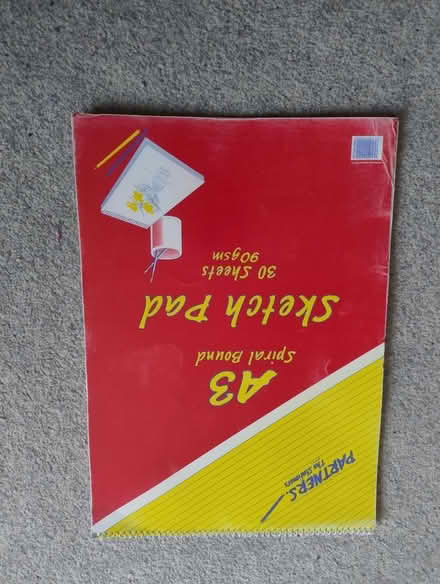 PARTNERS
The Stationers
A3
Spiral Bound
Sketch Pad
30 Sheets
90gsm